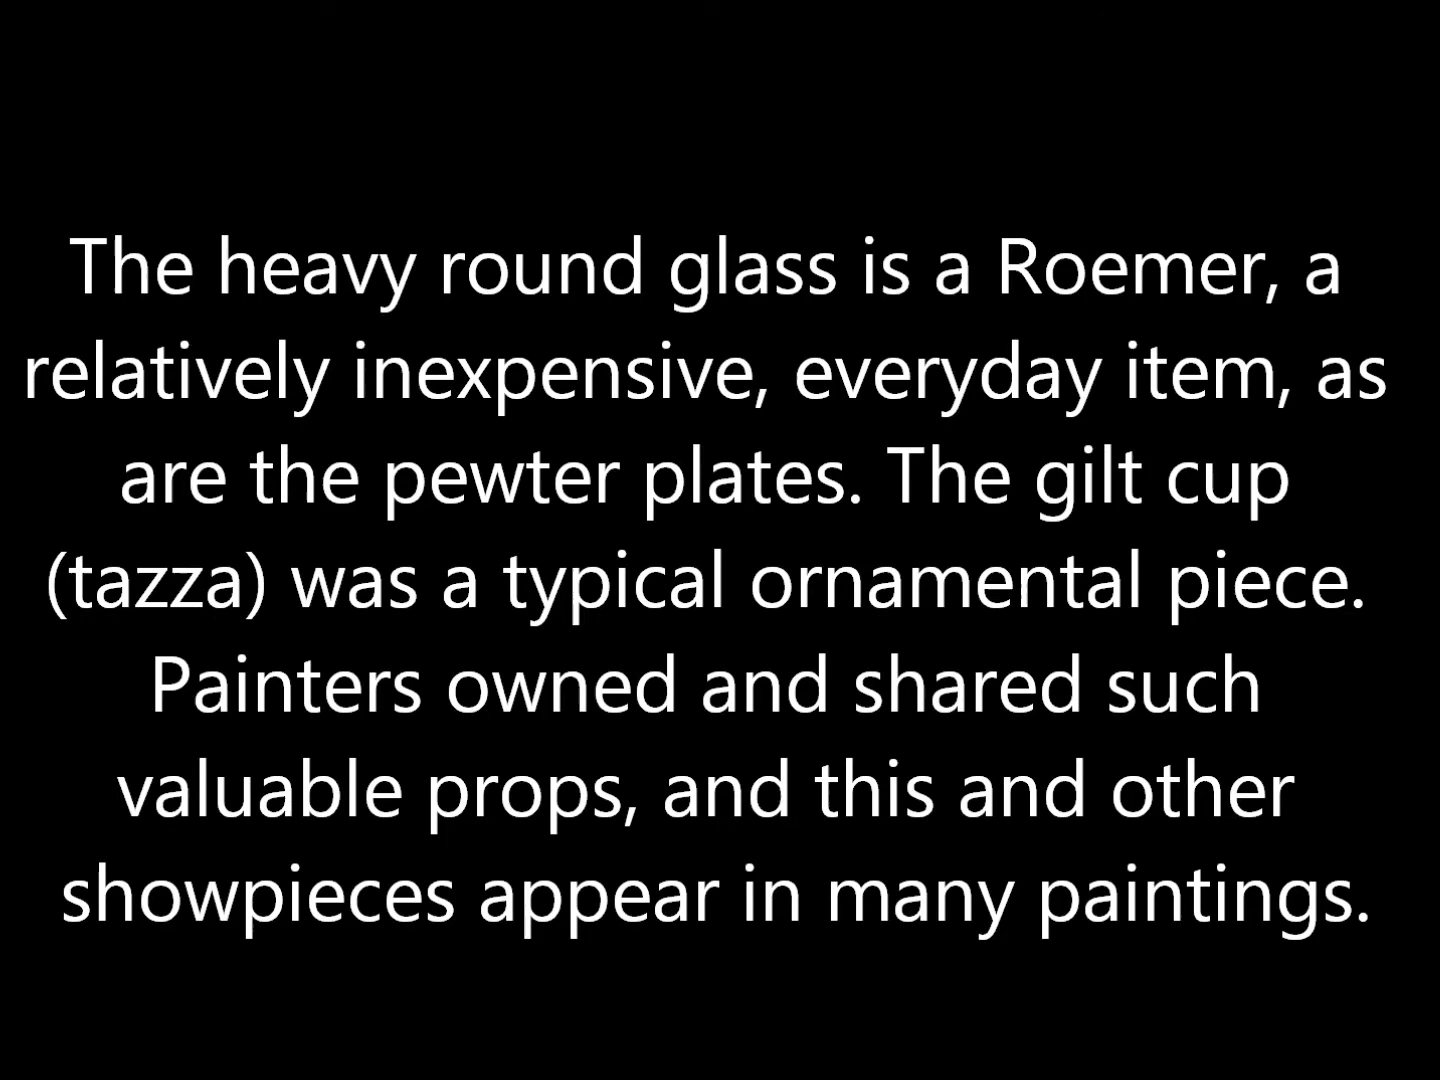 The heavy round glass is a Roemer, a
relatively inexpensive, everyday item, as
are the pewter plates. The gilt cup
(tazza) was a typical ornamental piece.
Painters owned and shared such
valuable props, and this and other
showpieces appear in many paintings.